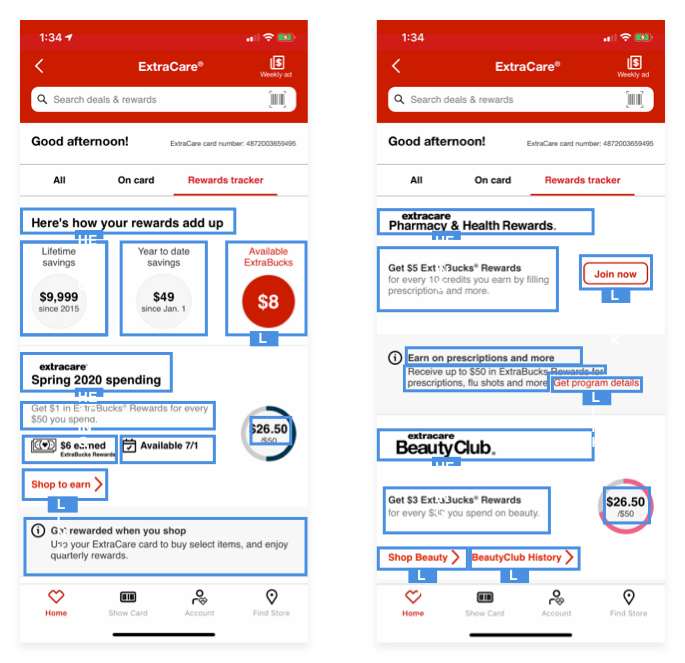 1:34
ExtraCare®
Weekly ad
Search deals & rewards
Good afternoon!
ExtraCare card number: 4872003659495
All On card Rewards tracker
Here's how your rewards add up
HE
Lifetime savings
$9,999
since 2015
Year to date savings
$49
since Jan. 1
Available ExtraBucks
$8
L
extracare®
Spring 2020 spending
HE
Get $1 in ExtraBucks® Rewards for every
$50 you spend.
$26.50
/$50
$6 earned
ExtraBucks Rewards
Available 7/1
Shop to earn
L
Get rewarded when you shop
Use your ExtraCare card to buy select items, and enjoy
quarterly rewards.
Home Show Card Account Find Store
1:34
ExtraCare®
Weekly ad
Search deals & rewards
Good afternoon!
ExtraCare card number: 4872003659495
All On card Rewards tracker
extracare
Pharmacy & Health Rewards.
HE
Get $5 ExtraBucks® Rewards
for every 10 credits you earn by filling
prescriptions and more.
Join now
L
K
Earn on prescriptions and more
Receive up to $50 in ExtraBucks Rewards for
prescriptions, flu shots and more. Get program details
L
extracare
BeautyClub®
HE
Get $3 ExtraBucks® Rewards
for every $30 you spend on beauty.
$26.50
/$50
Shop Beauty
BeautyClub History
L
L
Home Show Card Account Find Store